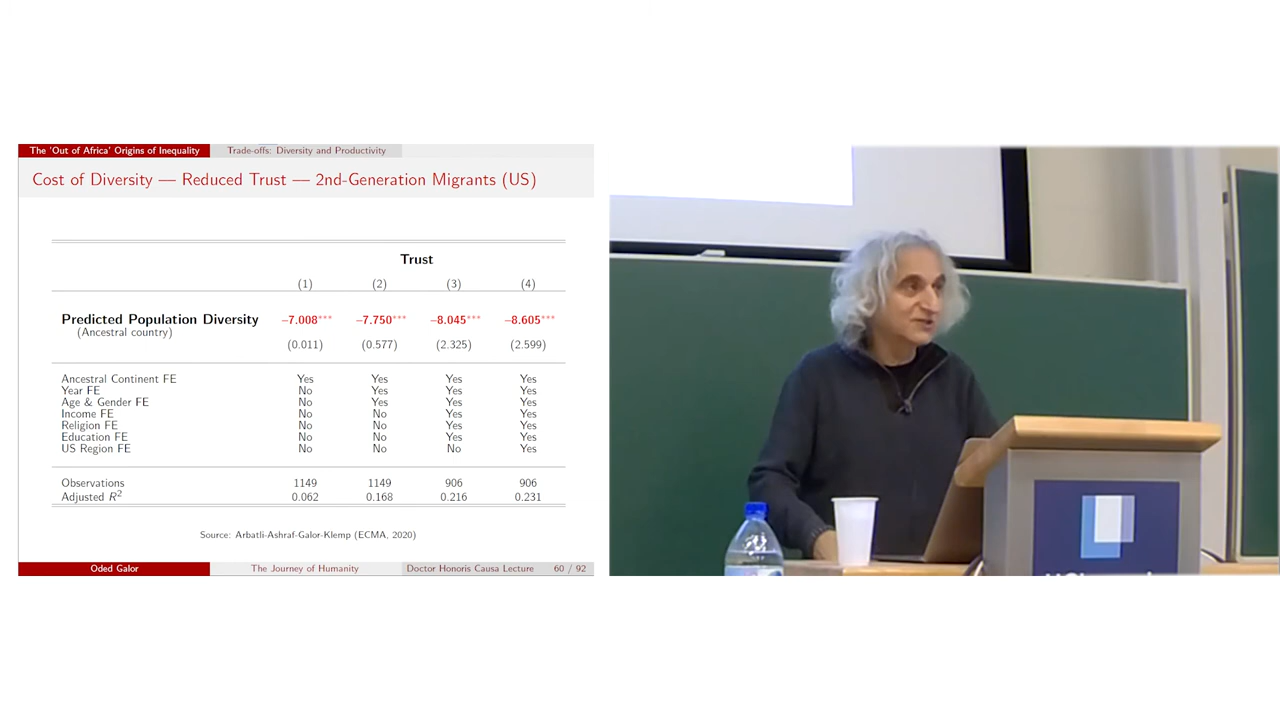 The 'Out of Africa' Origins of Inequality Trade-offs: Diversity and Productivity
Cost of Diversity — Reduced Trust — 2nd-Generation Migrants (US)
Trust
(1) (2) (3) (4)
Predicted Population Diversity –7.008*** –7.750*** –8.045*** –8.605***
(Ancestral country)
(0.011) (0.577) (2.325) (2.599)
Ancestral Continent FE Yes Yes Yes Yes
Year FE No Yes Yes Yes
Age & Gender FE No Yes Yes Yes
Income FE No No Yes Yes
Religion FE No No Yes Yes
Education FE No No Yes Yes
US Region FE No No No Yes
Observations 1149 1149 906 906
Adjusted R² 0.062 0.168 0.216 0.231
Source: Arbatli-Ashraf-Galor-Klemp (ECMA, 2020)
Oded Galor The Journey of Humanity Doctor Honoris Causa Lecture 60 / 92